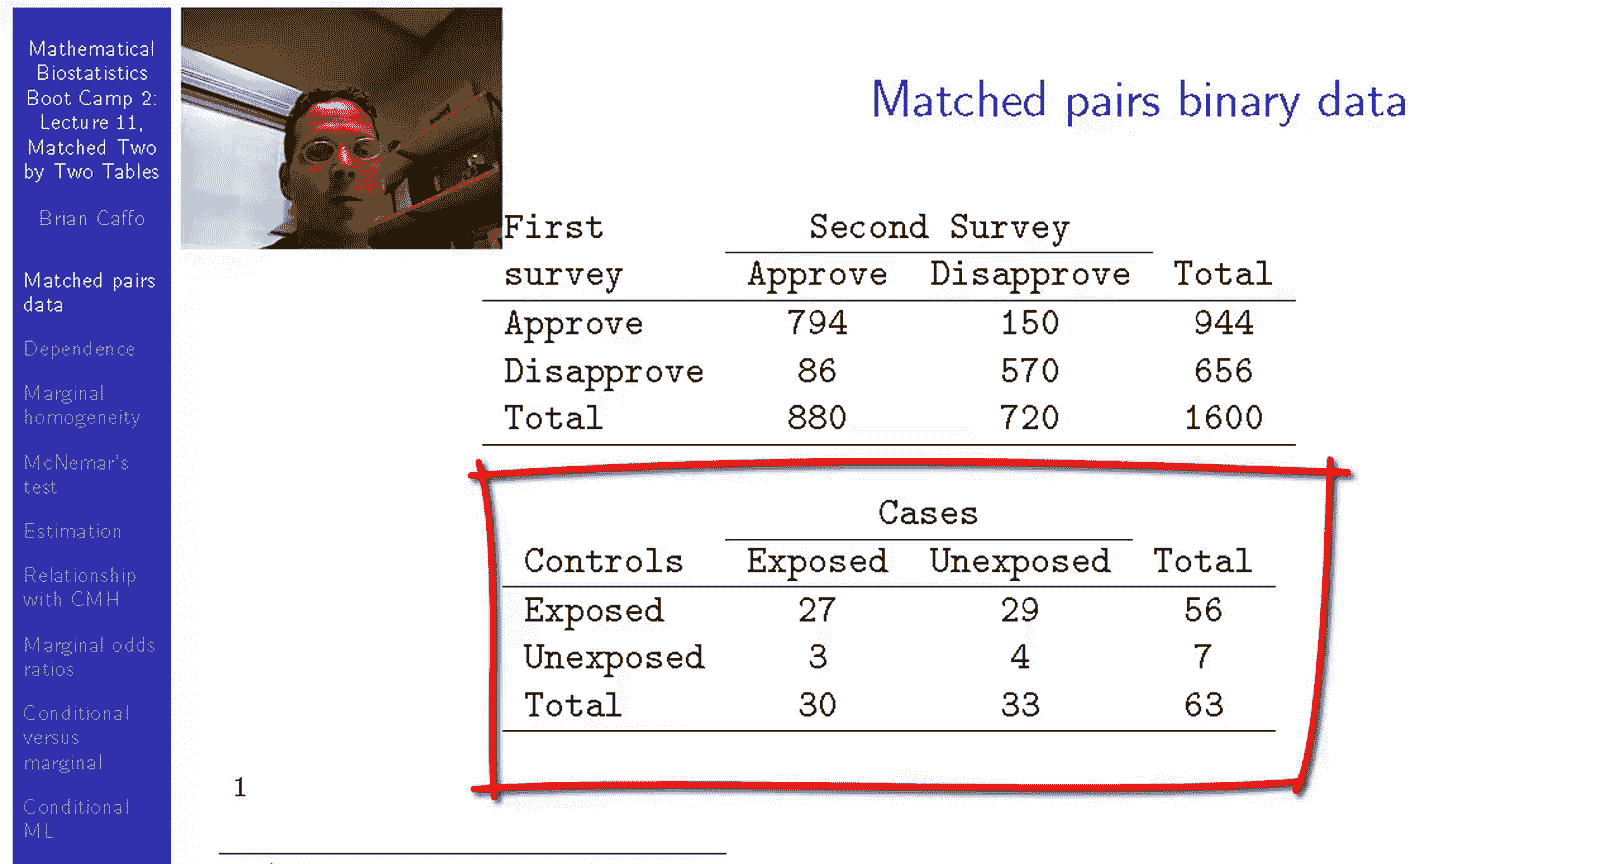 Mathematical
Biostatistics
Boot Camp 2:
Lecture 11,
Matched Two
by Two Tables
Brian Caffo
Matched pairs
data
Dependence
Marginal
homogeneity
McNemar's
test
Estimation
Relationship
with CMH
Marginal odds
ratios
Conditional
versus
marginal
Conditional
ML
Matched pairs binary data
First Second Survey
survey Approve Disapprove Total
Approve 794 150 944
Disapprove 86 570 656
Total 880 720 1600
Cases
Controls Exposed Unexposed Total
Exposed 27 29 56
Unexposed 3 4 7
Total 30 33 63
1